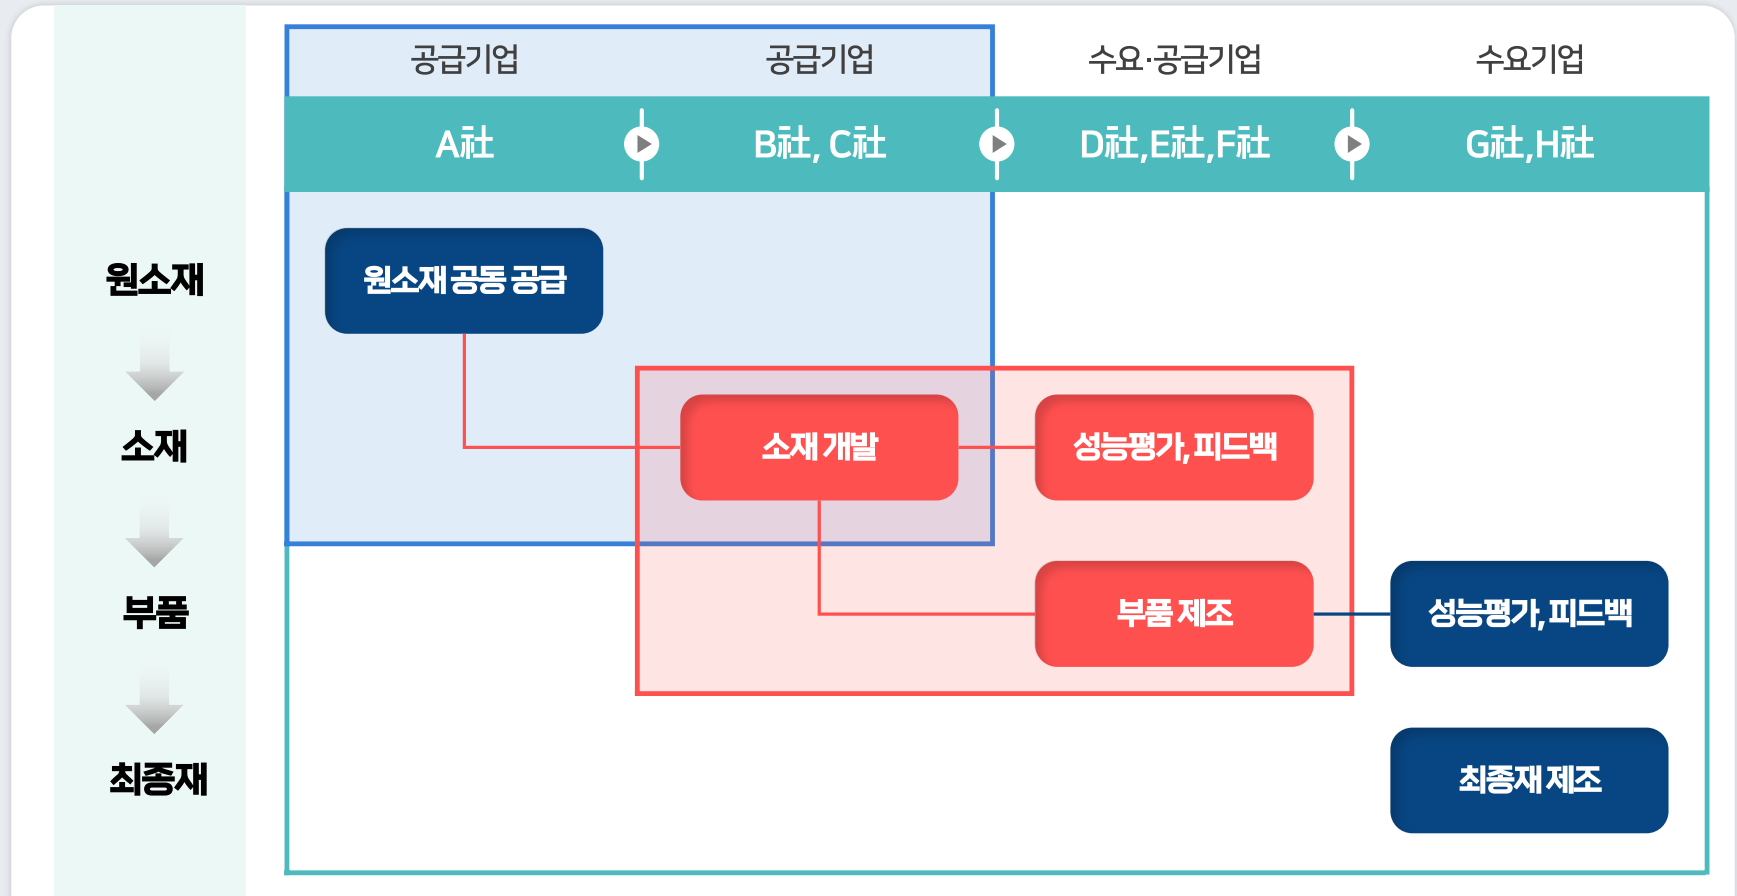 공급기업
공급기업
수요·공급기업
수요기업
A社
B社, C社
D社,E社,F社
G社,H社
원소재
원소재 공동 공급
소재
소재 개발
성능평가, 피드백
부품
부품 제조
성능평가, 피드백
최종재
최종재 제조